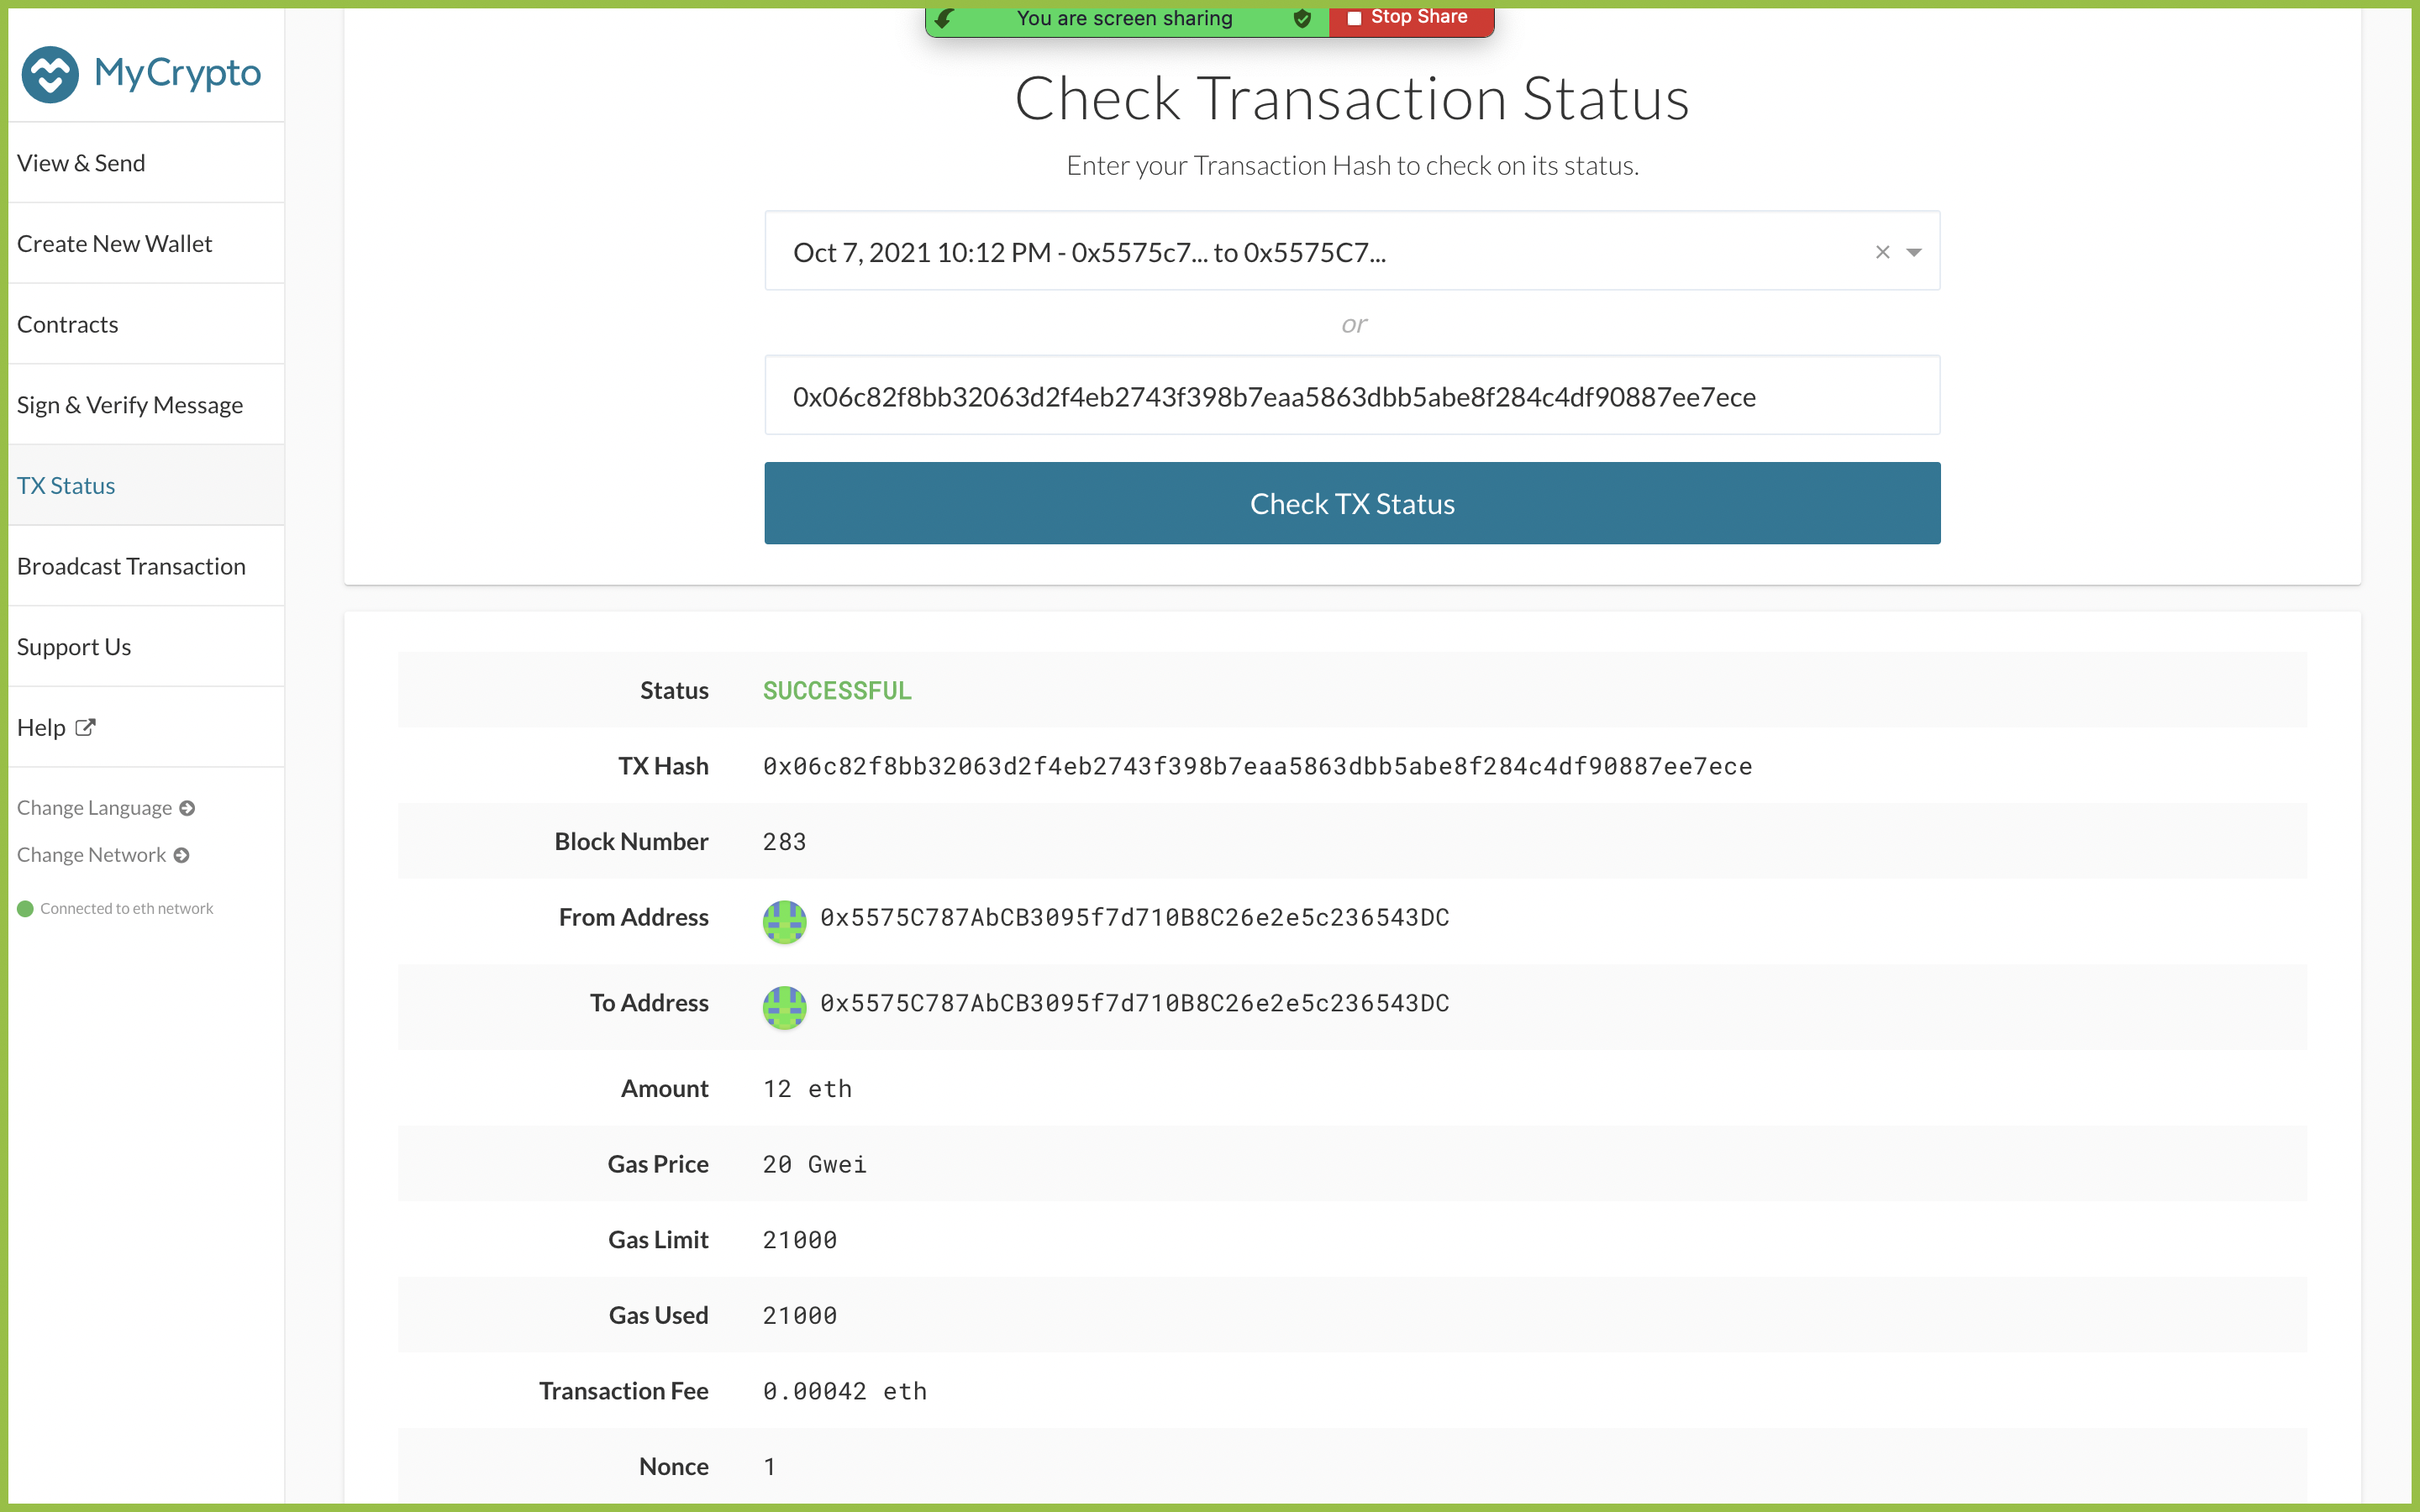 You are screen sharing
Stop Share
MyCrypto
View & Send
Create New Wallet
Contracts
Sign & Verify Message
TX Status
Broadcast Transaction
Support Us
Help
Change Language
Change Network
Connected to eth network
Check Transaction Status
Enter your Transaction Hash to check on its status.
Oct 7, 2021 10:12 PM - 0x5575c7... to 0x5575C7...
or
0x06c82f8bb32063d2f4eb2743f398b7eaa5863dbb5abe8f284c4df90887ee7ece
Check TX Status
Status SUCCESSFUL
TX Hash 0x06c82f8bb32063d2f4eb2743f398b7eaa5863dbb5abe8f284c4df90887ee7ece
Block Number 283
From Address 0x5575C787AbCB3095f7d710B8C26e2e5c236543DC
To Address 0x5575C787AbCB3095f7d710B8C26e2e5c236543DC
Amount 12 eth
Gas Price 20 Gwei
Gas Limit 21000
Gas Used 21000
Transaction Fee 0.00042 eth
Nonce 1